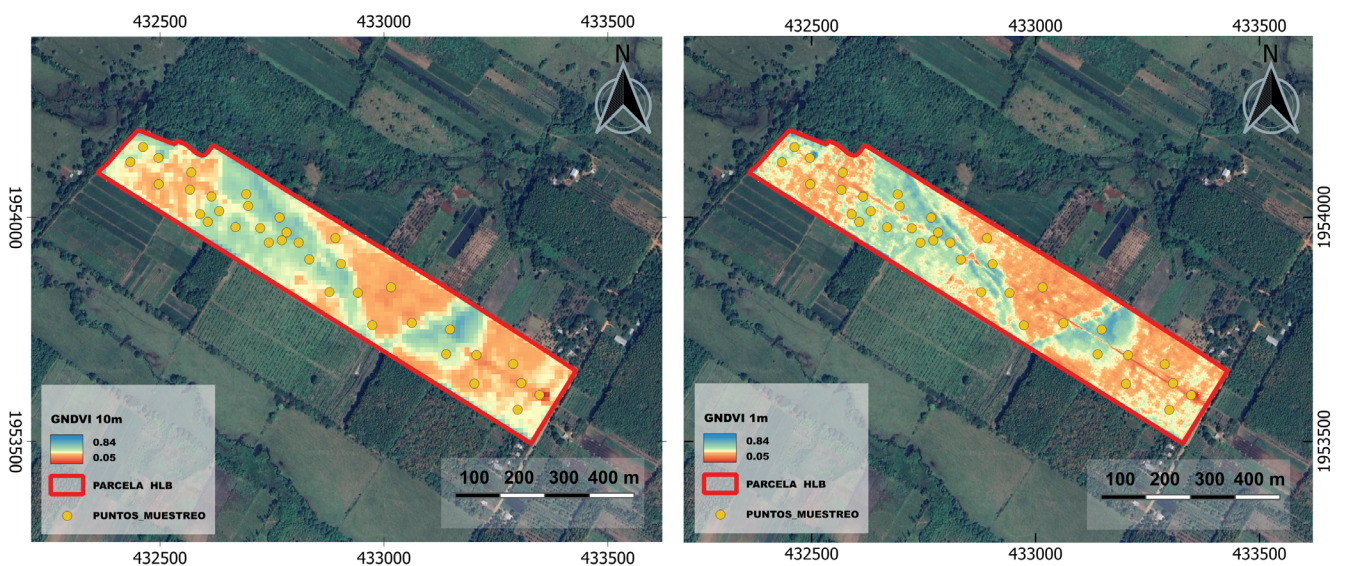 432500 433000 433500
432500 433000 433500
N
N
1954000
1954000
1953500
1953500
GNDVI 10m
0.84
0.05
PARCELA HLB
PUNTOS_MUESTREO
100 200 300 400 m
GNDVI 1m
0.84
0.05
PARCELA HLB
PUNTOS_MUESTREO
100 200 300 400 m
432500 433000 433500
432500 433000 433500